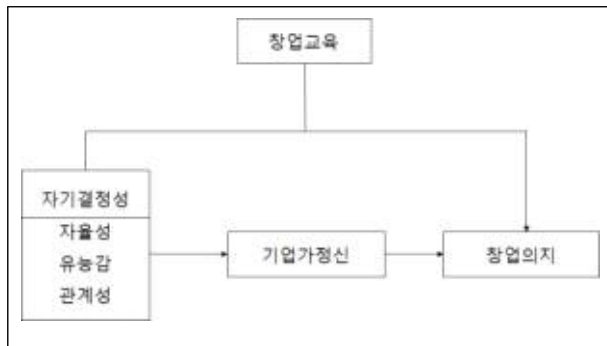 창업교육
자기결정성
자율성
유능감
관계성
기업가정신
창업의지